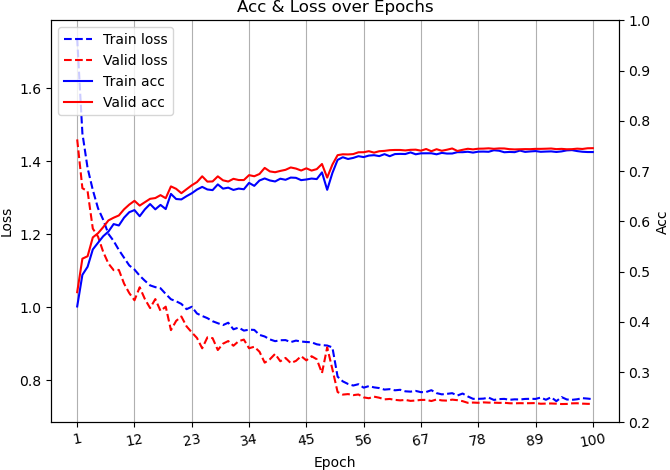 Acc & Loss over Epochs
Train loss
Valid loss
Train acc
Valid acc
Loss
1.6
1.4
1.2
1.0
0.8
1.0
0.9
0.8
0.7
0.6
0.5
0.4
0.3
0.2
Acc
1 12 23 34 45 56 67 78 89 100
Epoch